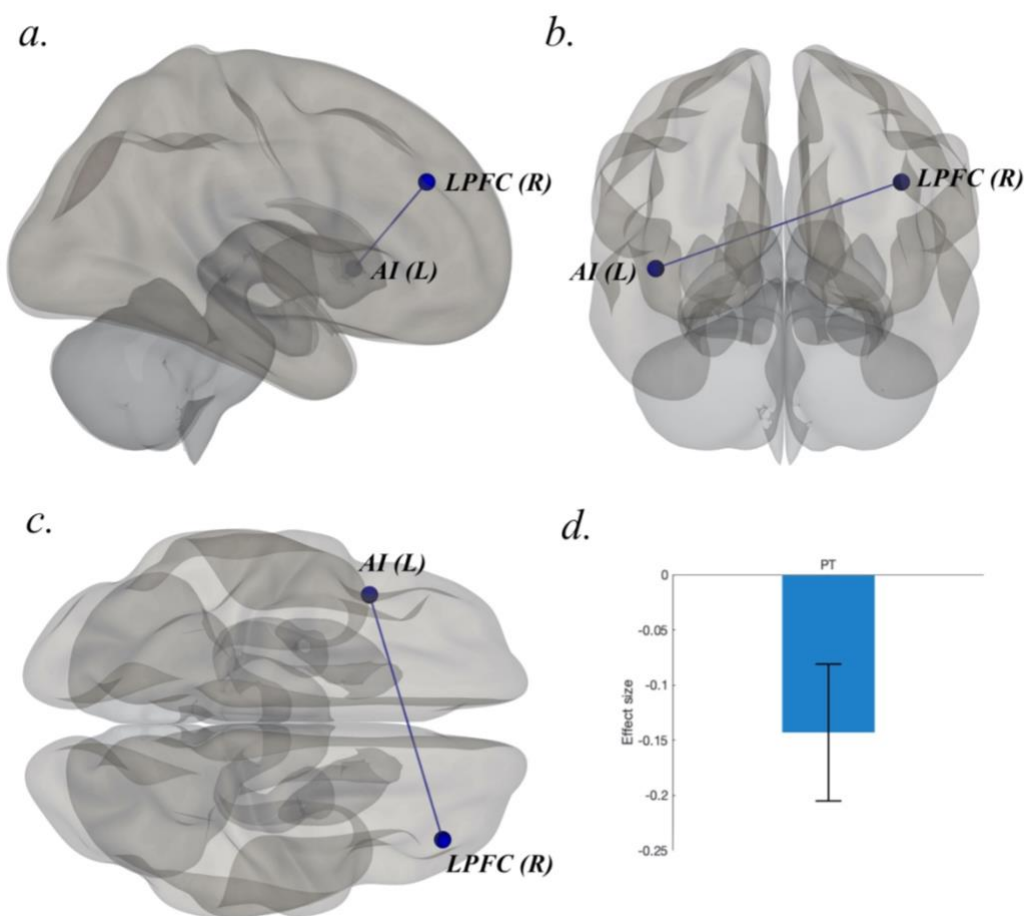 a.
LPFC (R)
AI (L)
b.
LPFC (R)
AI (L)
c.
AI (L)
LPFC (R)
d.
PT
0
-0.05
-0.1
-0.15
-0.2
-0.25
Effect size